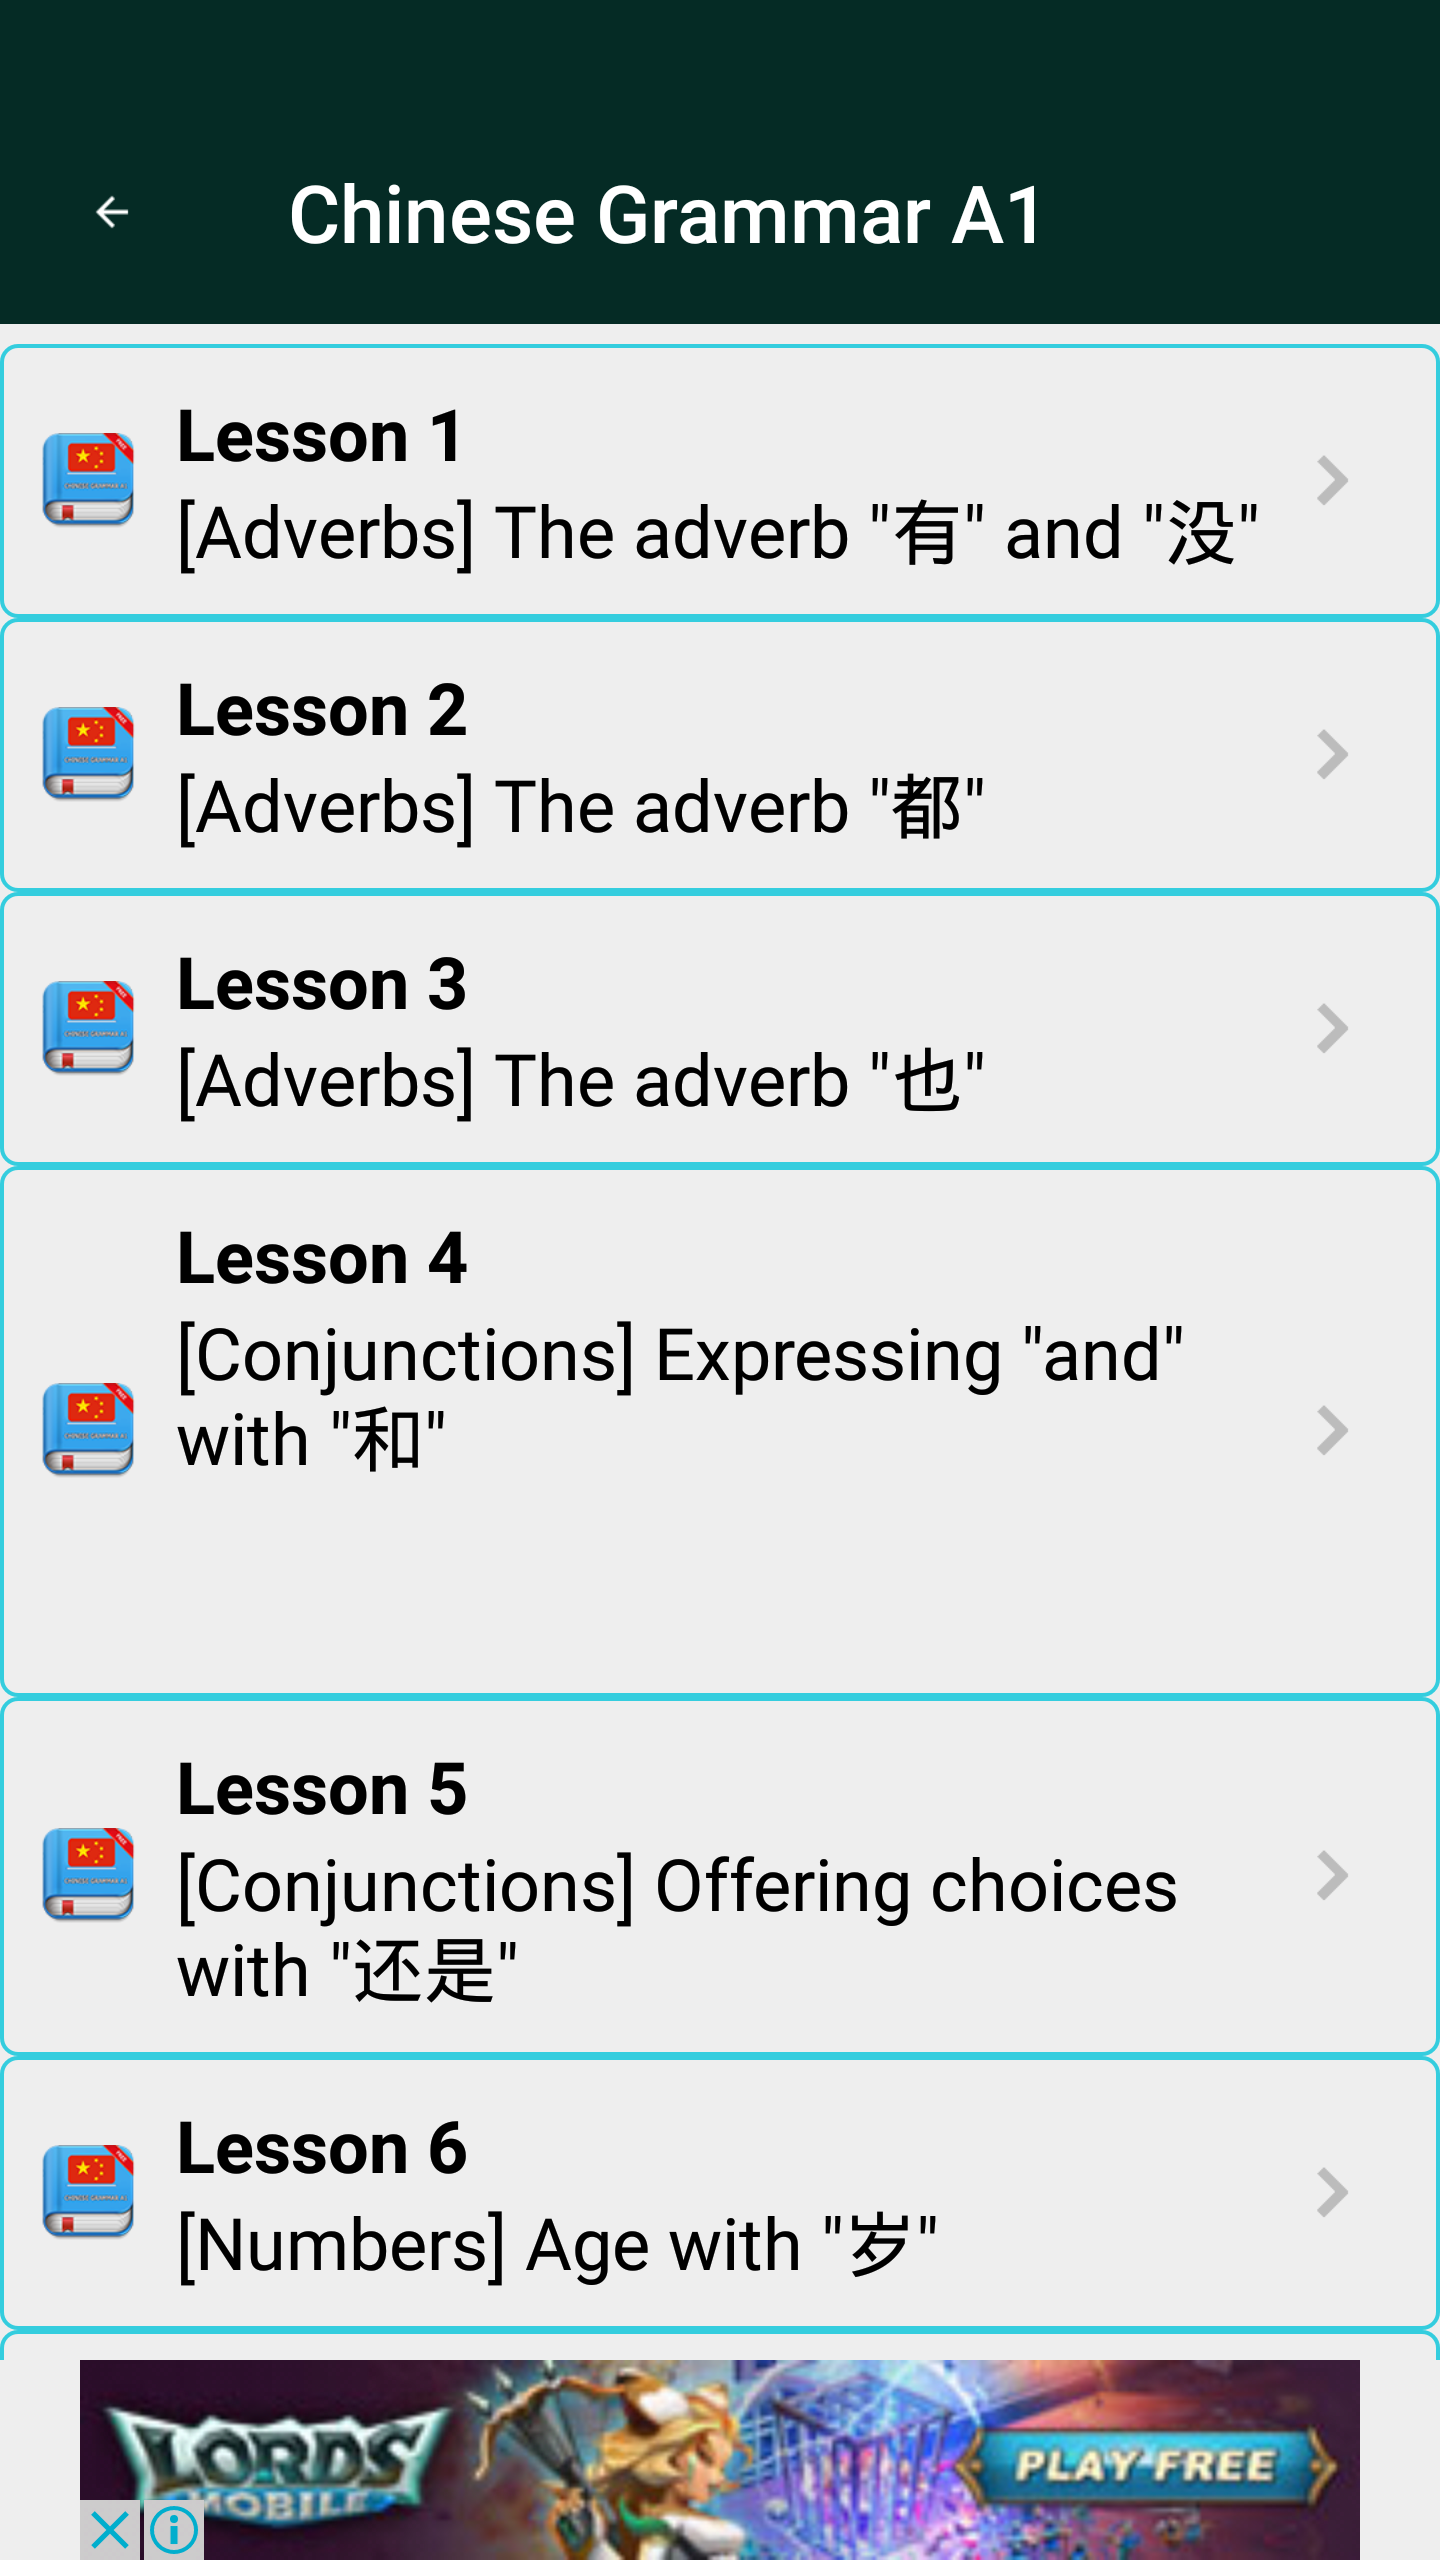 Chinese Grammar A1
Lesson 1
[Adverbs] The adverb "有" and "没"
Lesson 2
[Adverbs] The adverb "都"
Lesson 3
[Adverbs] The adverb "也"
Lesson 4
[Conjunctions] Expressing "and"
with "和"
Lesson 5
[Conjunctions] Offering choices
with "还是"
Lesson 6
[Numbers] Age with "岁"
LORDS
MOBILE
PLAY FREE